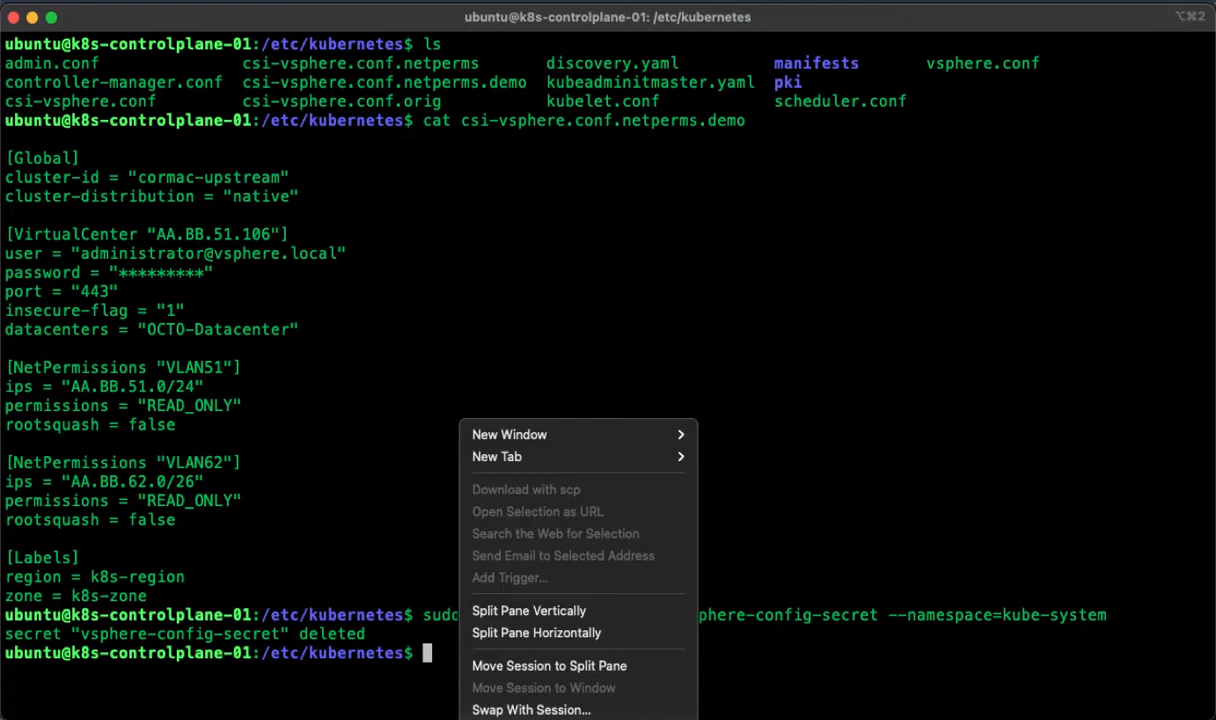 ubuntu@k8s-controlplane-01: /etc/kubernetes
⌥⌘2
ubuntu@k8s-controlplane-01:/etc/kubernetes$ ls
admin.conf csi-vsphere.conf.netperms discovery.yaml manifests vsphere.conf
controller-manager.conf csi-vsphere.conf.netperms.demo kubeadminitmaster.yaml pki
csi-vsphere.conf csi-vsphere.conf.orig kubelet.conf scheduler.conf
ubuntu@k8s-controlplane-01:/etc/kubernetes$ cat csi-vsphere.conf.netperms.demo
[Global]
cluster-id = "cormac-upstream"
cluster-distribution = "native"
[VirtualCenter "AA.BB.51.106"]
user = "administrator@vsphere.local"
password = "*********"
port = "443"
insecure-flag = "1"
datacenters = "OCTO-Datacenter"
[NetPermissions "VLAN51"]
ips = "AA.BB.51.0/24"
permissions = "READ_ONLY"
rootsquash = false
[NetPermissions "VLAN62"]
ips = "AA.BB.62.0/26"
permissions = "READ_ONLY"
rootsquash = false
[Labels]
region = k8s-region
zone = k8s-zone
ubuntu@k8s-controlplane-01:/etc/kubernetes$ sudo phere-config-secret --namespace=kube-system
secret "vsphere-config-secret" deleted
ubuntu@k8s-controlplane-01:/etc/kubernetes$
New Window
New Tab
Download with scp
Open Selection as URL
Search the Web for Selection
Send Email to Selected Address
Add Trigger...
Split Pane Vertically
Split Pane Horizontally
Move Session to Split Pane
Move Session to Window
Swap With Session...